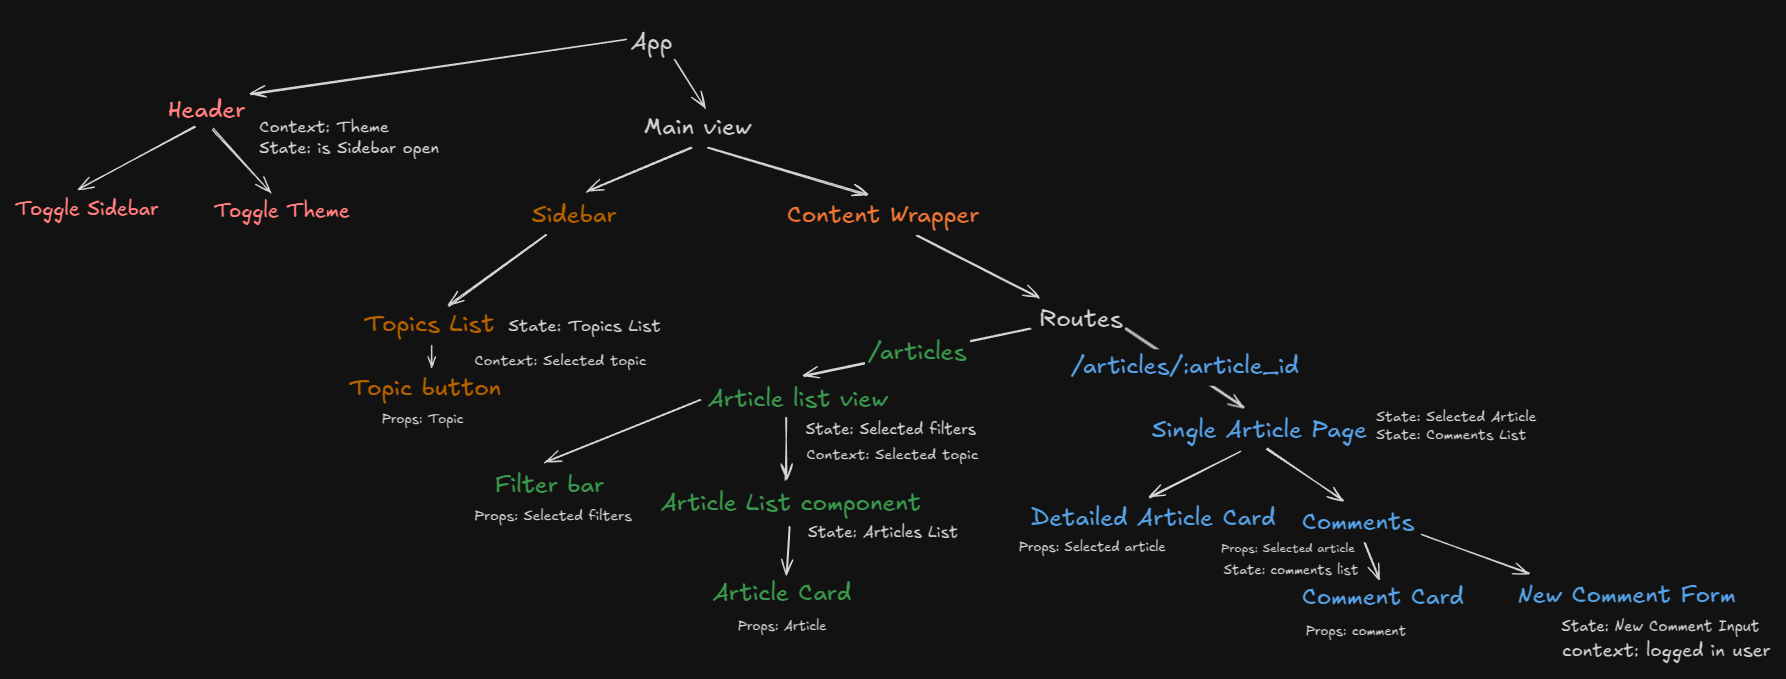 App
Header
Context: Theme
State: is Sidebar open
Main view
Toggle Sidebar
Toggle Theme
Sidebar
Content Wrapper
Topics List
State: Topics List
Context: Selected topic
Topic button
Props: Topic
Routes
/articles
/articles/:article_id
Article list view
State: Selected filters
Context: Selected topic
Filter bar
Props: Selected filters
Article List component
State: Articles List
Article Card
Props: Article
Single Article Page
State: Selected Article
State: Comments List
Detailed Article Card
Props: Selected article
Comments
Props: Selected article
State: comments list
Comment Card
Props: comment
New Comment Form
State: New Comment Input
context: logged in user